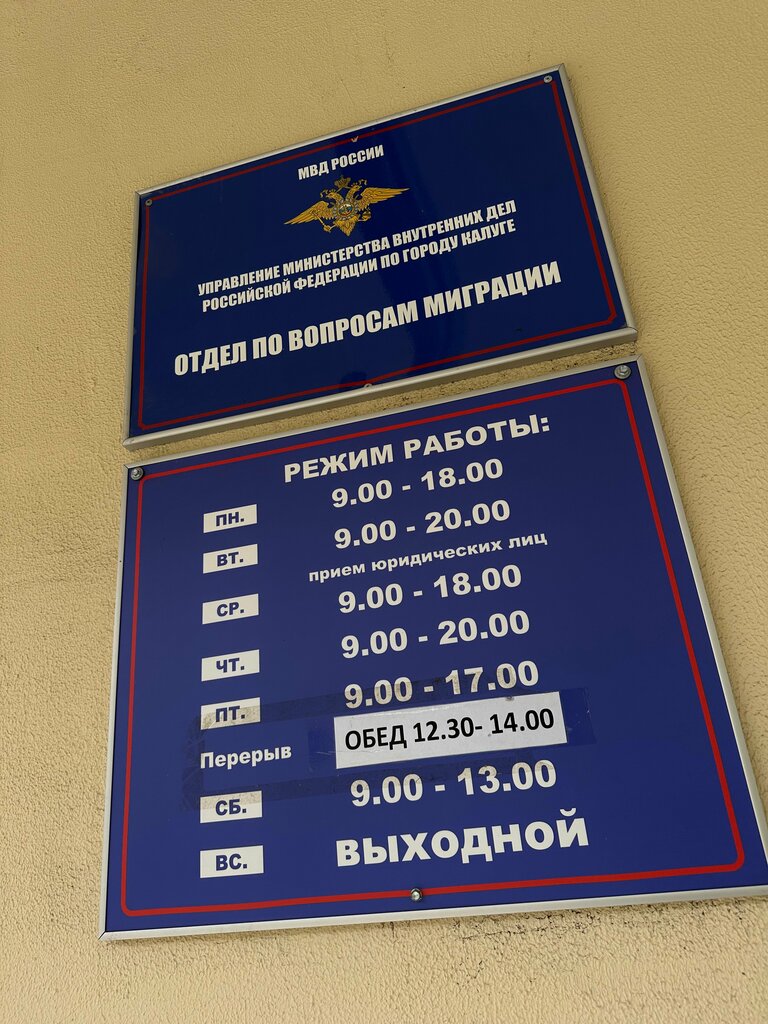 МВД РОССИИ
УПРАВЛЕНИЕ МИНИСТЕРСТВА ВНУТРЕННИХ ДЕЛ
РОССИЙСКОЙ ФЕДЕРАЦИИ ПО ГОРОДУ КАЛУГЕ
ОТДЕЛ ПО ВОПРОСАМ МИГРАЦИИ
РЕЖИМ РАБОТЫ:
ПН. 9.00 - 18.00
ВТ. 9.00 - 20.00
прием юридических лиц
СР. 9.00 - 18.00
ЧТ. 9.00 - 20.00
ПТ. 9.00 - 17.00
Перерыв ОБЕД 12.30- 14.00
СБ. 9.00 - 13.00
ВС. ВЫХОДНОЙ